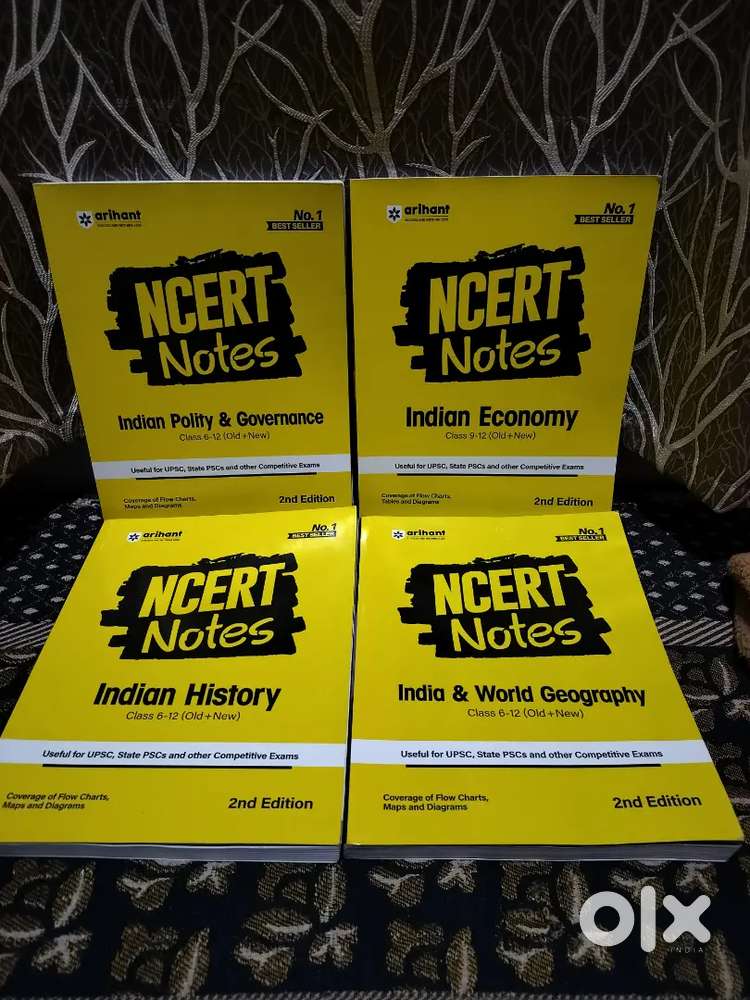 arihant
No.1
BEST SELLER
NCERT
Notes
Indian Polity & Governance
Class 6-12 (Old+New)
Useful for UPSC, State PSCs and other Competitive Exams
Coverage of Flow Charts,
Maps and Diagrams
2nd Edition
arihant
No.1
BEST SELLER
NCERT
Notes
Indian Economy
Class 9-12 (Old+New)
Useful for UPSC, State PSCs and other Competitive Exams
Coverage of Flow Charts,
Tables and Diagrams
2nd Edition
arihant
No.1
BEST SELLER
NCERT
Notes
Indian History
Class 6-12 (Old+New)
Useful for UPSC, State PSCs and other Competitive Exams
Coverage of Flow Charts,
Maps and Diagrams
2nd Edition
arihant
No.1
BEST SELLER
NCERT
Notes
India & World Geography
Class 6-12 (Old+New)
Useful for UPSC, State PSCs and other Competitive Exams
Coverage of Flow Charts,
Maps and Diagrams
2nd Edition
olx
INDIA